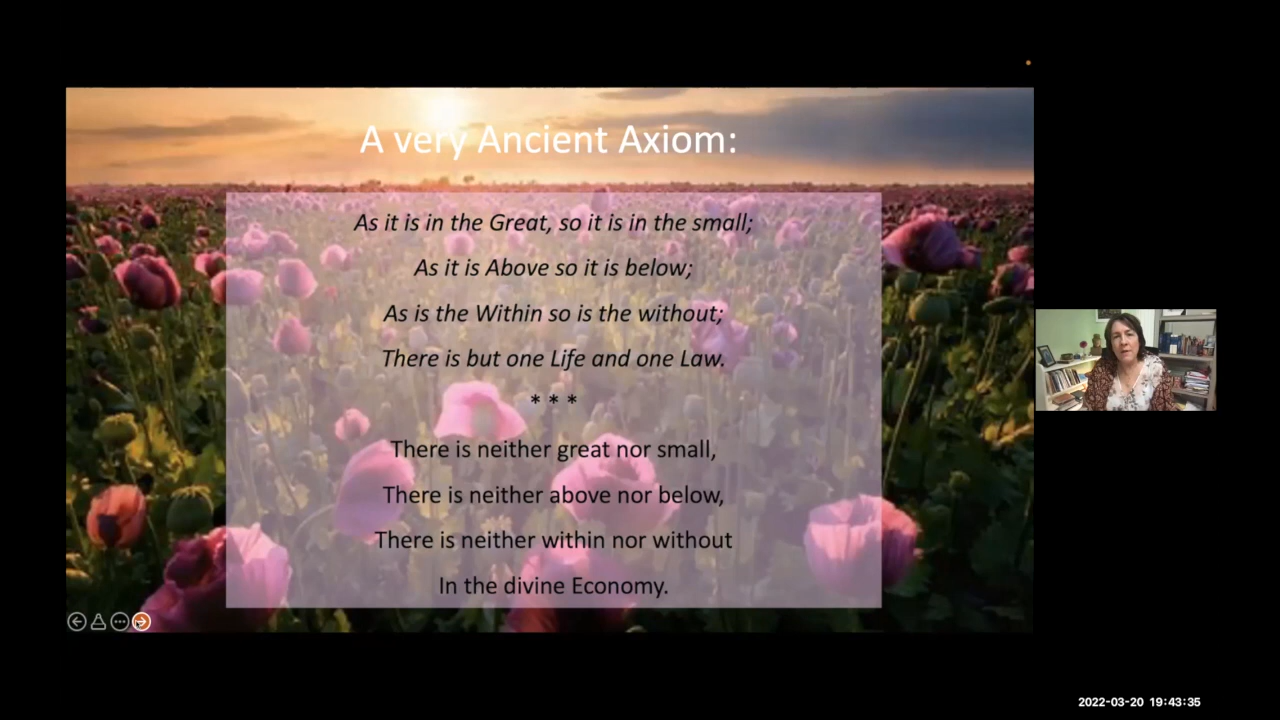 A very Ancient Axiom:
As it is in the Great, so it is in the small;
As it is Above so it is below;
As is the Within so is the without;
There is but one Life and one Law.
* * *
There is neither great nor small,
There is neither above nor below,
There is neither within nor without
In the divine Economy.
2022-03-20 19:43:35